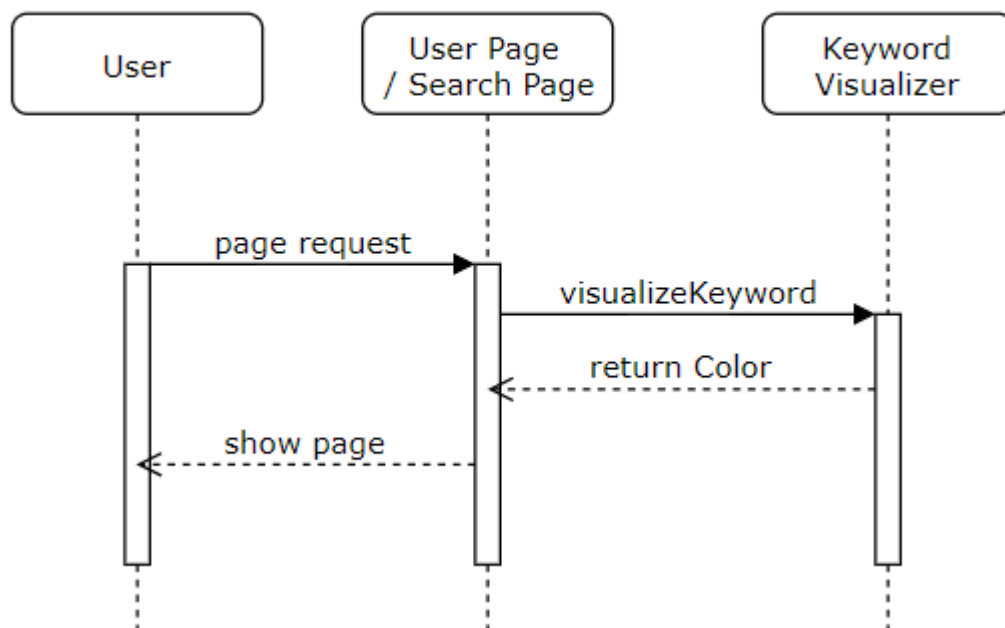 User
User Page
/ Search Page
Keyword
Visualizer
page request
visualizeKeyword
return Color
show page